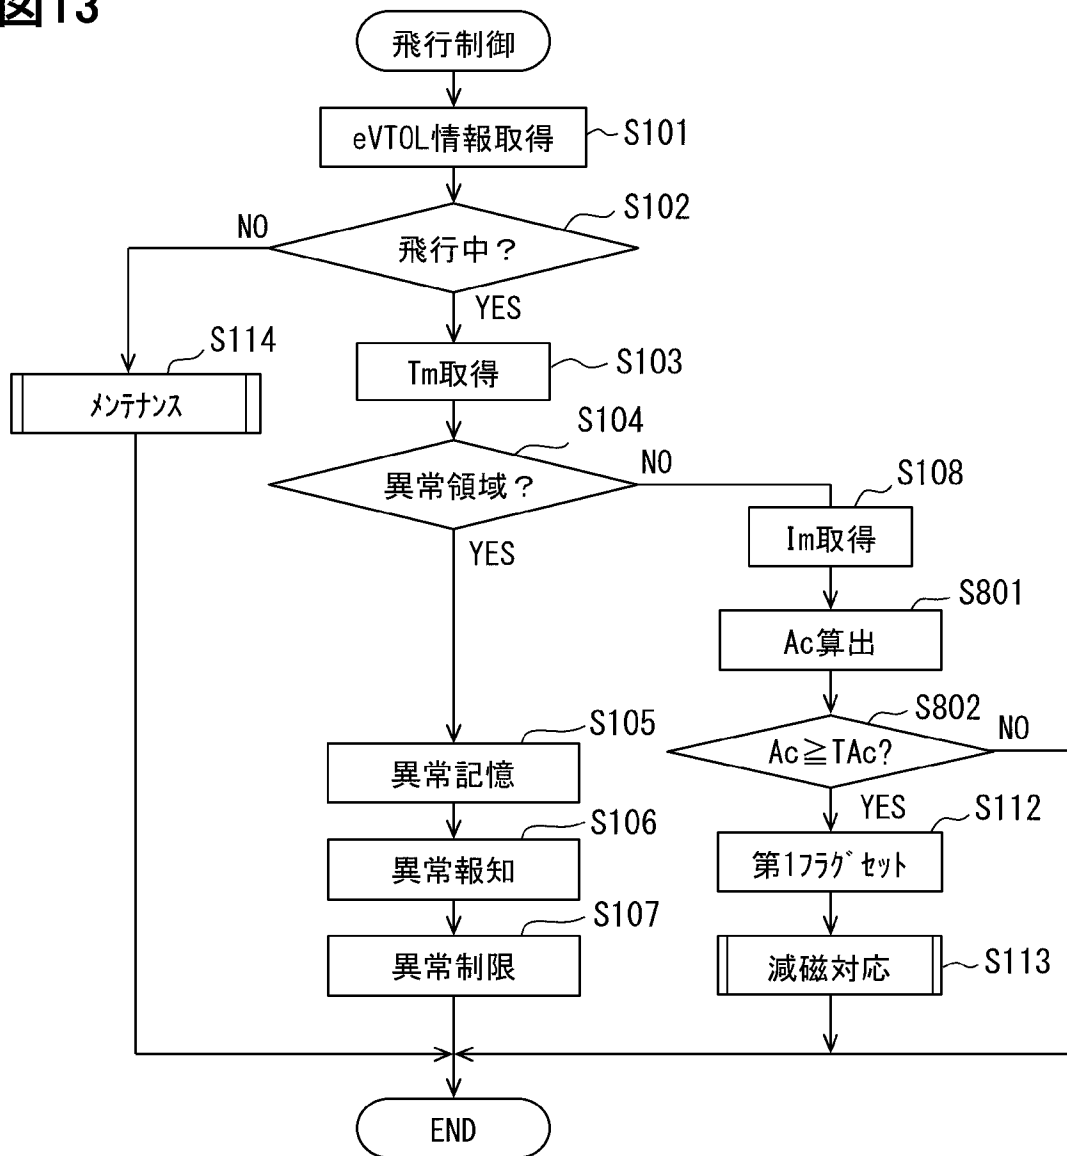 図13
飛行制御
eVTOL情報取得
S101
S102
飛行中？
NO
YES
S114
メンテナンス
Tm取得
S103
S104
異常領域？
NO
YES
S108
Im取得
S801
Ac算出
S802
Ac≧TAc?
NO
YES
S105
異常記憶
S106
異常報知
S107
異常制限
S112
第1フラグセット
減磁対応
S113
END